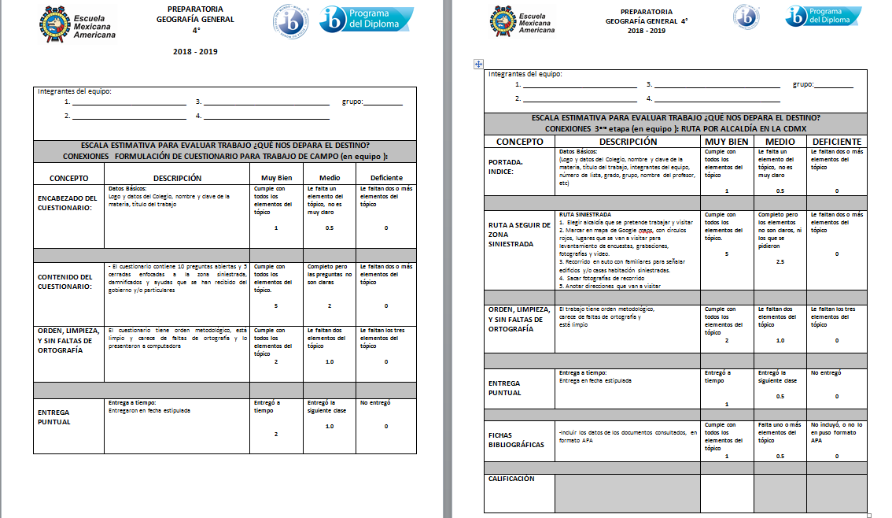 Escuela
Mexicana
Americana
PREPARATORIA
GEOGRAFÍA GENERAL
4°
2018 - 2019
Programa
del Diploma
Integrantes del equipo:
1. ______ 3. ______ grupo:______
2. ______ 4. ______
ESCALA ESTIMATIVA PARA EVALUAR TRABAJO ¿QUÉ NOS DEPARA EL DESTINO?
CONEXIONES FORMULACIÓN DE CUESTIONARIO PARA TRABAJO DE CAMPO (en equipo ):
CONCEPTO DESCRIPCIÓN Muy Bien Medio Deficiente
ENCABEZADO DEL
CUESTIONARIO:
Datos Básicos:
Logo y datos del Colegio, nombre y clave de la
materia, título del trabajo
Cumple con
todos los
elementos del
tópico
1
Le falta un
elemento del
tópico, no es
muy claro
0.5
Le faltan dos o más
elementos del
tópico
0
CONTENIDO DEL
CUESTIONARIO:
- El cuestionario contiene 10 preguntas abiertas y 5
cerradas enfocadas a la zona siniestrada,
damnificados y ayudas que se han recibido del
gobierno y/o particulares
Cumple con
todos los
elementos del
tópico.
5
Completo pero
las preguntas no
son claras
2
Le faltan dos o más
elementos del
tópico
0
ORDEN, LIMPIEZA,
Y SIN FALTAS DE
ORTOGRAFÍA
El cuestionario tiene orden metodológico, está
limpio y carece de faltas de ortografía y lo
presentaron a computadora
Cumple con
todos los
elementos del
tópico
2
Le faltan dos
elementos del
tópico
1.0
Le faltan los tres
elementos del
tópico
0
ENTREGA
PUNTUAL
Entrega a tiempo:
Entregaron en fecha estipulada
Entregó a
tiempo
2
Entregó la
siguiente clase
1.0
No entregó
0
Escuela
Mexicana
Americana
PREPARATORIA
GEOGRAFÍA GENERAL 4°
2018 - 2019
Programa
del Diploma
Integrantes del equipo:
1. ______ 3. ______ grupo:______
2. ______ 4. ______
ESCALA ESTIMATIVA PARA EVALUAR TRABAJO ¿QUÉ NOS DEPARA EL DESTINO?
CONEXIONES 3era etapa (en equipo ): RUTA POR ALCALDÍA EN LA CDMX
CONCEPTO DESCRIPCIÓN MUY BIEN MEDIO DEFICIENTE
PORTADA.
INDICE:
Datos Básicos:
(Logo y datos del Colegio, nombre y clave de la
materia, título del trabajo, integrantes del equipo,
número de lista, grado, grupo, nombre del profesor,
etc)
Cumple con
todos los
elementos del
tópico
1
Le falta un
elemento del
tópico, no es
muy claro
0.5
Le faltan dos o más
elementos del
tópico
0
RUTA A SEGUIR DE
ZONA
SINIESTRADA
RUTA SINIESTRADA
1. Elegir alcaldía que se pretende trabajar y visitar
2. Marcar en mapa de Google maps, con círculos
rojos, lugares que se van a visitar para
levantamiento de encuestas, grabaciones,
fotografías y video.
3. Recorrido en auto con familiares para señalar
edificios y/o casas habitación siniestradas.
4. Sacar fotografías de recorrido
5. Anotar direcciones que van a visitar
Cumple con
todos los
elementos del
tópico.
5
Completo pero
los elementos
no son claros, ni
los que se
pidieron
2.5
Le faltan dos o más
elementos del
tópico
0
ORDEN, LIMPIEZA,
Y SIN FALTAS DE
ORTOGRAFÍA
El trabajo tiene orden metodológico,
carece de faltas de ortografía y
está limpio
Cumple con
todos los
elementos del
tópico
2
Le faltan dos
elementos del
tópico
1.0
Le faltan los tres
elementos del
tópico
0
ENTREGA
PUNTUAL
Entrega a tiempo:
Entrega en fecha estipulada
Entregó a
tiempo
1
Entregó la
siguiente clase
0.5
No entregó
0
FICHAS
BIBLIOGRÁFICAS
-Incluir los datos de los documentos consultados, en
formato APA
Cumple con
todos los
elementos del
tópico
1
Falta uno o más
elementos del
tópico
0.5
No incluyó, o no lo
en puso formato
APA
0
CALIFICACIÓN